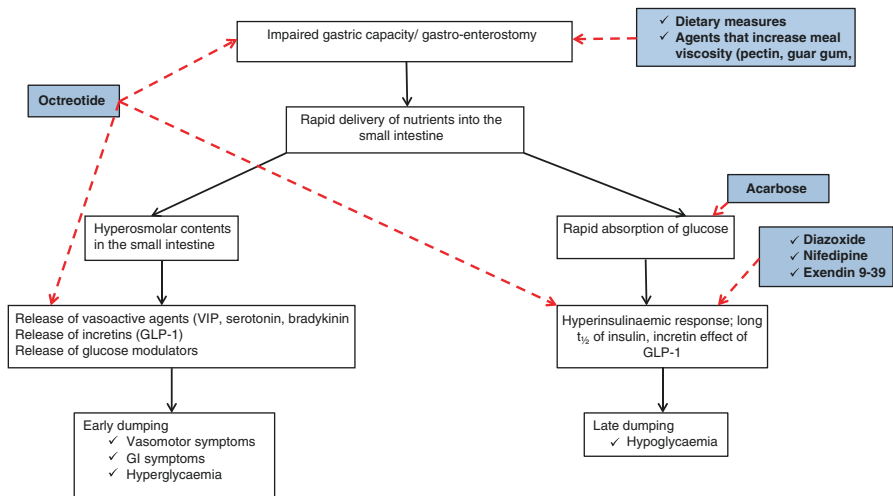 Impaired gastric capacity/ gastro-enterostomy
✓ Dietary measures
✓ Agents that increase meal
viscosity (pectin, guar gum,
Octreotide
Rapid delivery of nutrients into the
small intestine
Acarbose
Hyperosmolar contents
in the small intestine
Rapid absorption of glucose
✓ Diazoxide
✓ Nifedipine
✓ Exendin 9-39
Release of vasoactive agents (VIP, serotonin, bradykinin
Release of incretins (GLP-1)
Release of glucose modulators
Hyperinsulinaemic response; long
t½ of insulin, incretin effect of
GLP-1
Early dumping
✓ Vasomotor symptoms
✓ GI symptoms
✓ Hyperglycaemia
Late dumping
✓ Hypoglycaemia